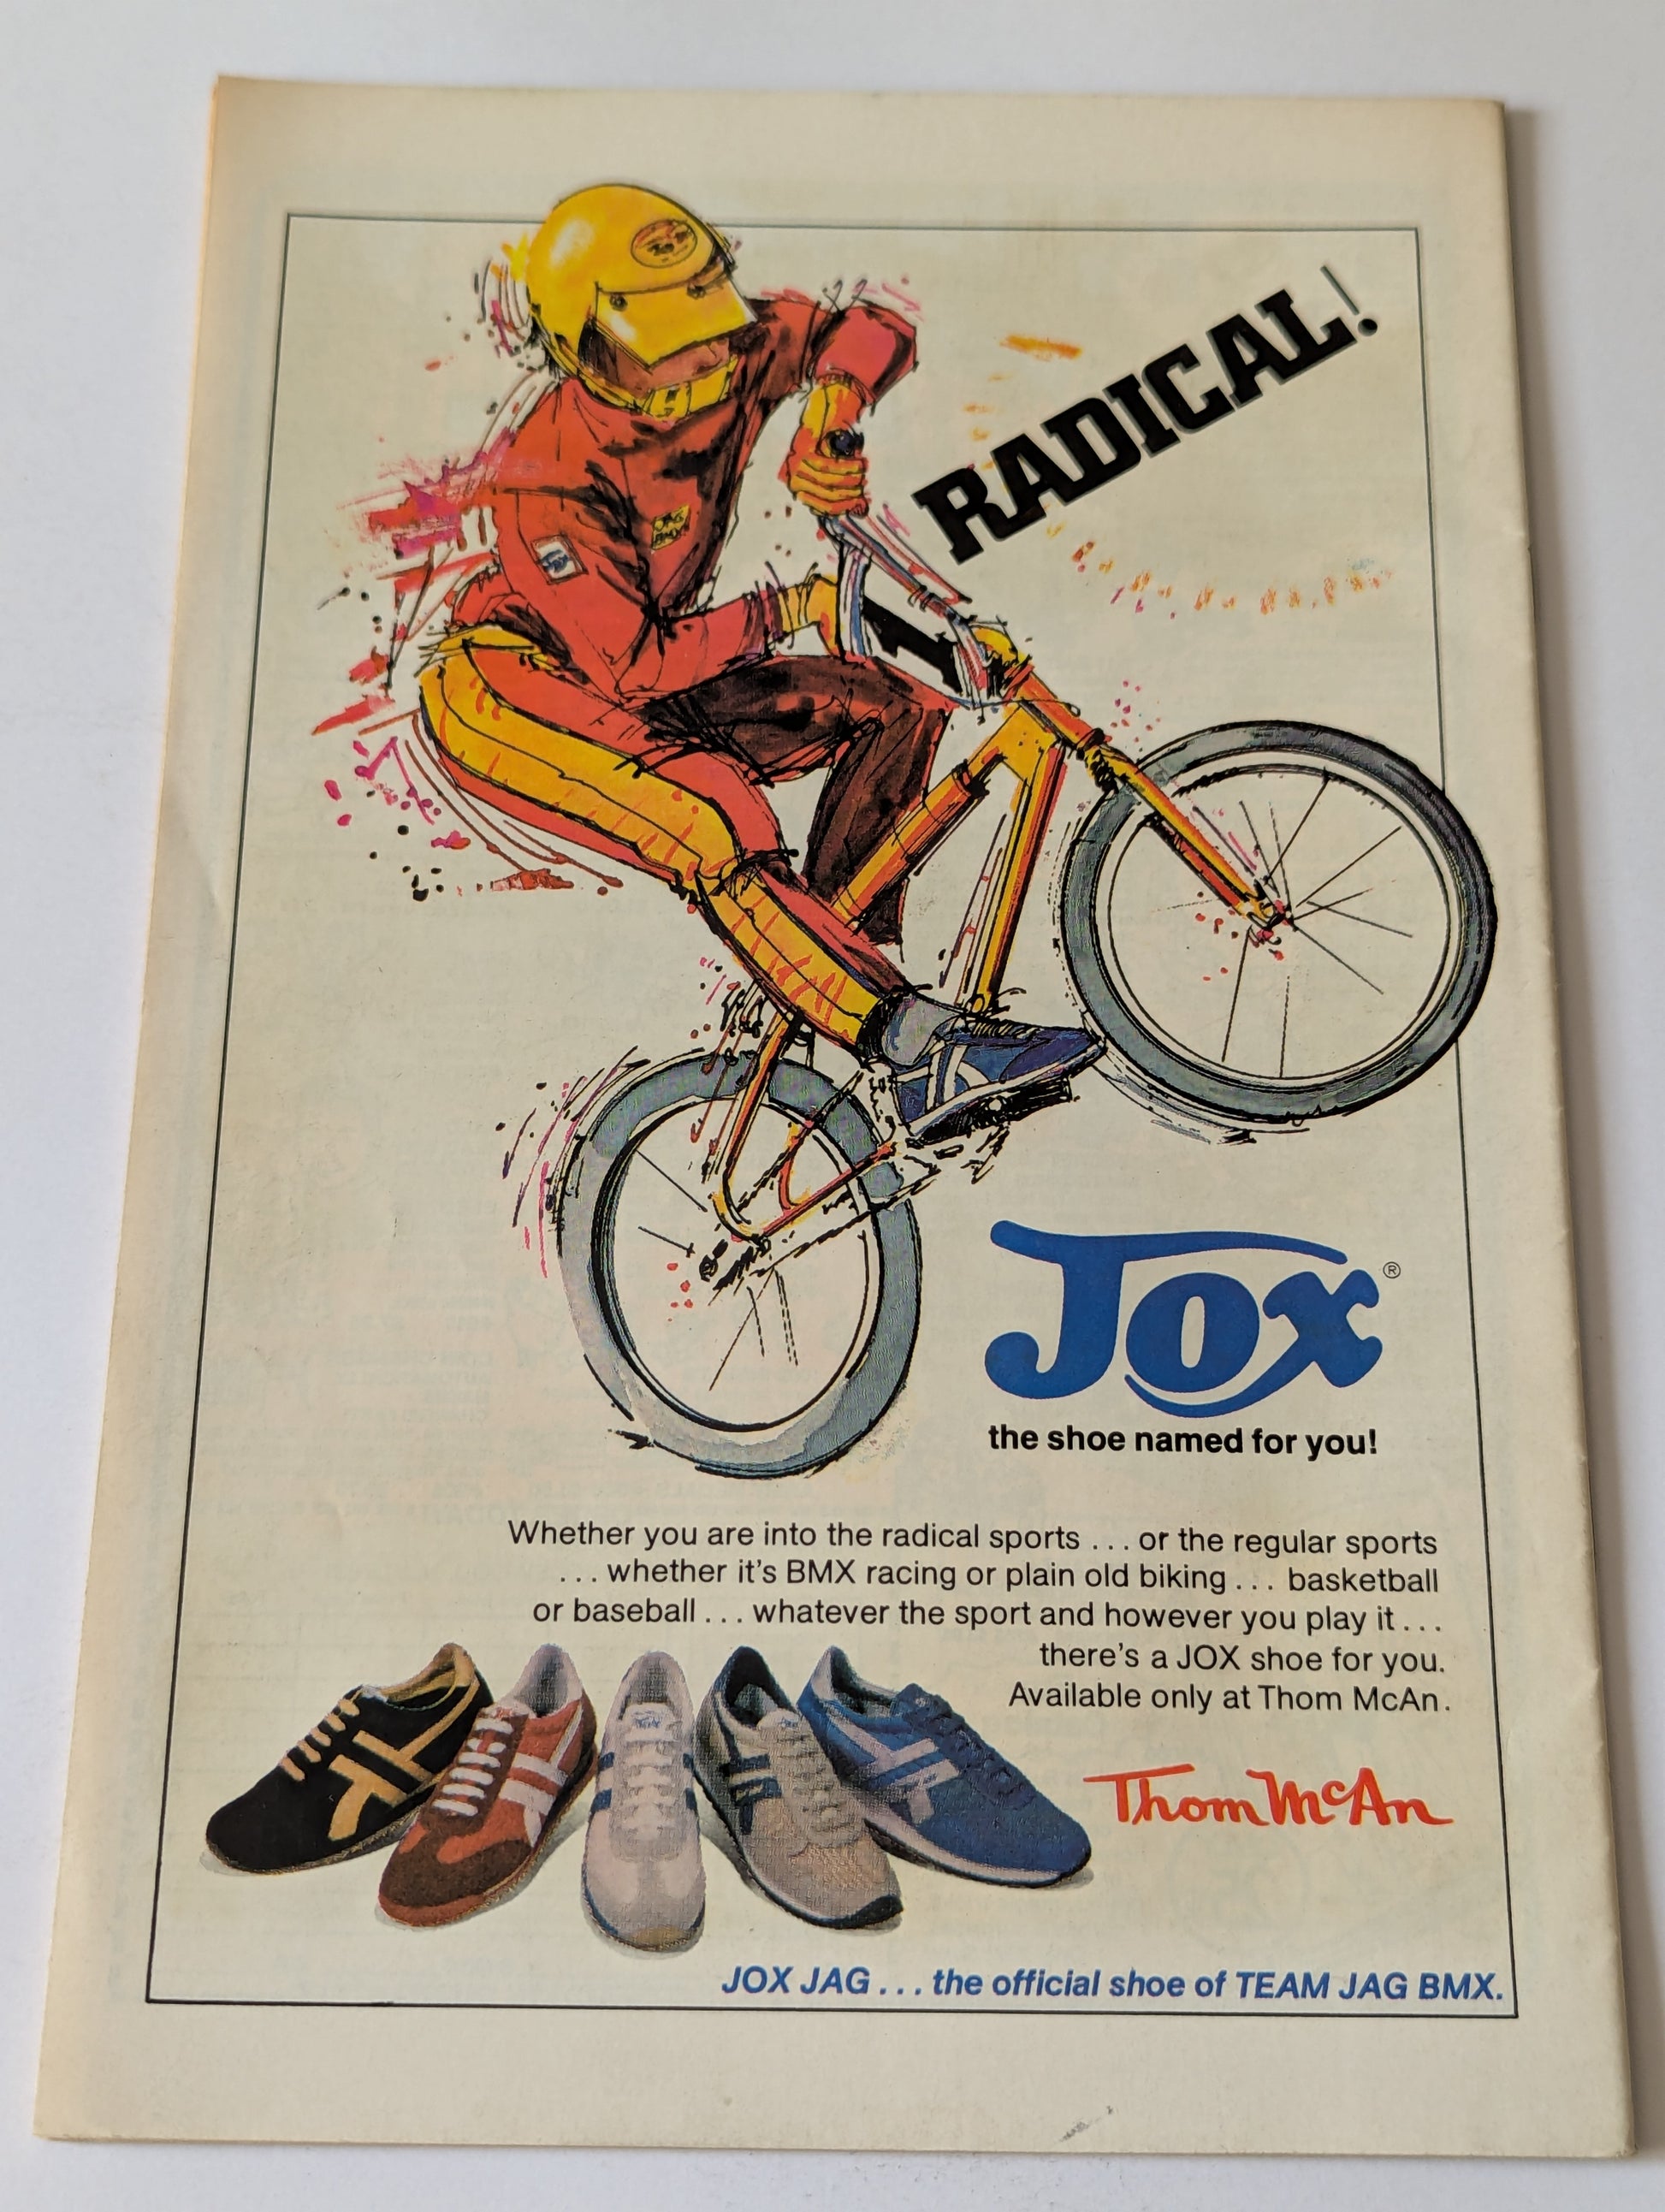 RADICAL!
JAG
BMX
Jox®
the shoe named for you!
Whether you are into the radical sports ... or the regular sports
... whether it's BMX racing or plain old biking ... basketball
or baseball ... whatever the sport and however you play it ...
there's a JOX shoe for you.
Available only at Thom McAn.
Thom McAn
JOX JAG ... the official shoe of TEAM JAG BMX.